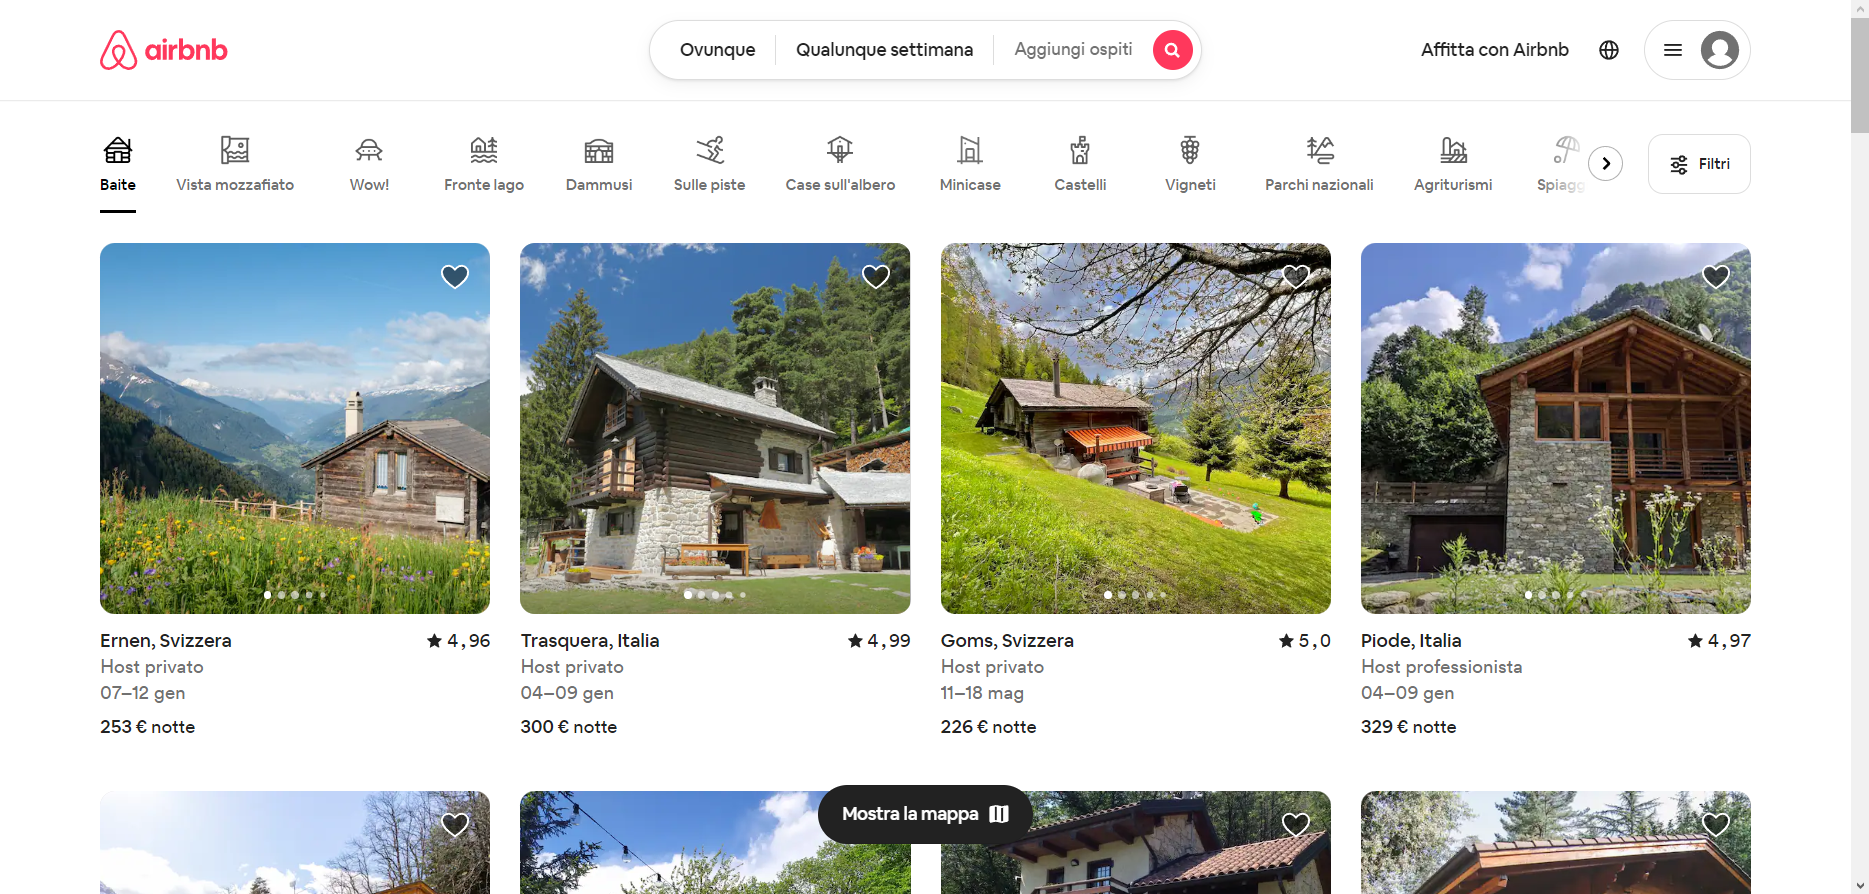 airbnb
Ovunque
Qualunque settimana
Aggiungi ospiti
Affitta con Airbnb
Baite
Vista mozzafiato
Wow!
Fronte lago
Dammusi
Sulle piste
Case sull'albero
Minicase
Castelli
Vigneti
Parchi nazionali
Agriturismi
Spiagg
Filtri
Ernen, Svizzera
4,96
Host privato
07–12 gen
253 € notte
Trasquera, Italia
4,99
Host privato
04–09 gen
300 € notte
Goms, Svizzera
5,0
Host privato
11–18 mag
226 € notte
Piode, Italia
4,97
Host professionista
04–09 gen
329 € notte
Mostra la mappa